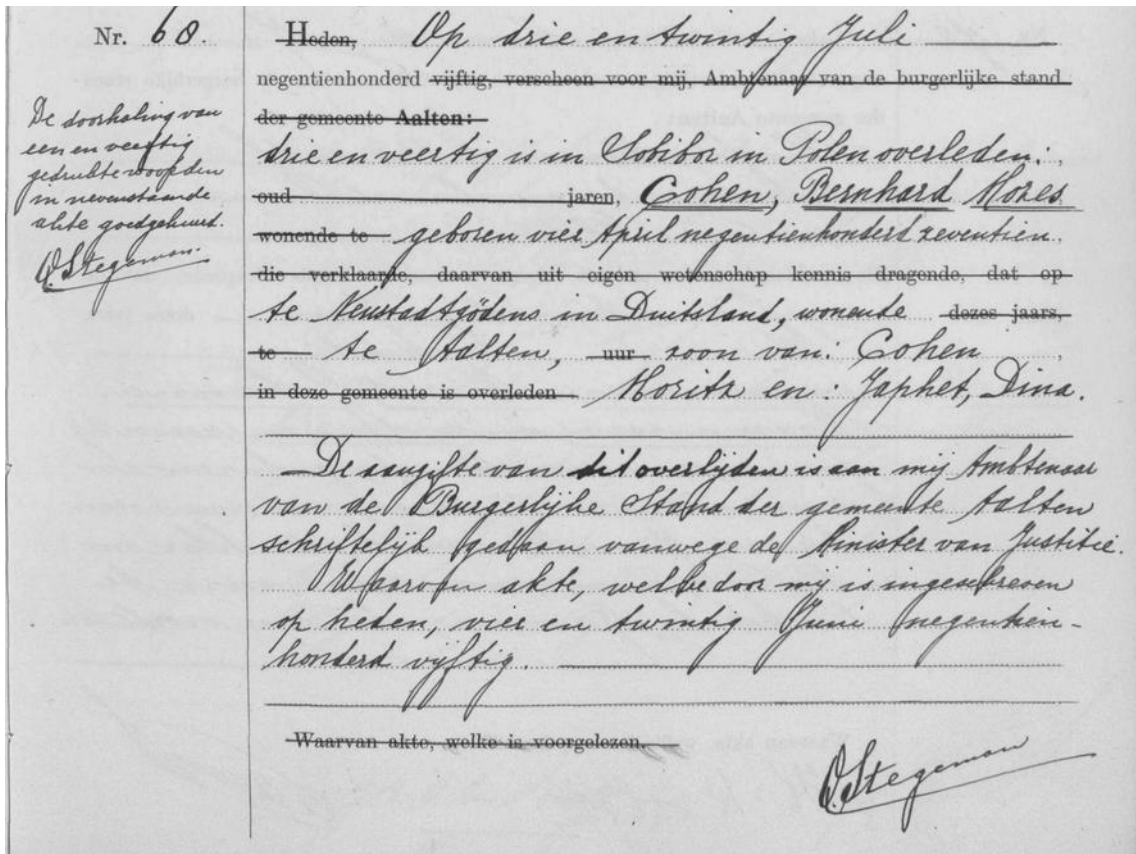 Nr. 68
Heden, Op drie en twintig Juli
negentienhonderd vijftig, verscheen voor mij, Ambtenaar van de burgerlijke stand
der gemeente Aalten:
drie en veertig is in Sobibor in Polen overleden:
oud jaren, Cohen, Bernhard Mozes
wonende te geboren vier April negentienhonderd zeventien
die verklaarde, daarvan uit eigen wetenschap kennis dragende, dat op
te Neustadtgödens in Duitsland, wonende dezes jaars,
te te Aalten, uur zoon van: Cohen,
in deze gemeente is overleden. Moritz en: Japhet, Dina.
De aangifte van dit overlijden is aan mij Ambtenaar
van de Burgerlijke Stand der gemeente Aalten
schriftelijk gedaan vanwege de Minister van Justitie.
Waarvan akte, welke door mij is ingeschreven
op heden, vier en twintig Juni negentien-
honderd vijftig.
Waarvan akte, welke is voorgelezen.
O. Stegeman
De doorhaling van
een en veertig
gedrukte woorden
in nevenstaande
akte goedgekeurd.
O. Stegeman